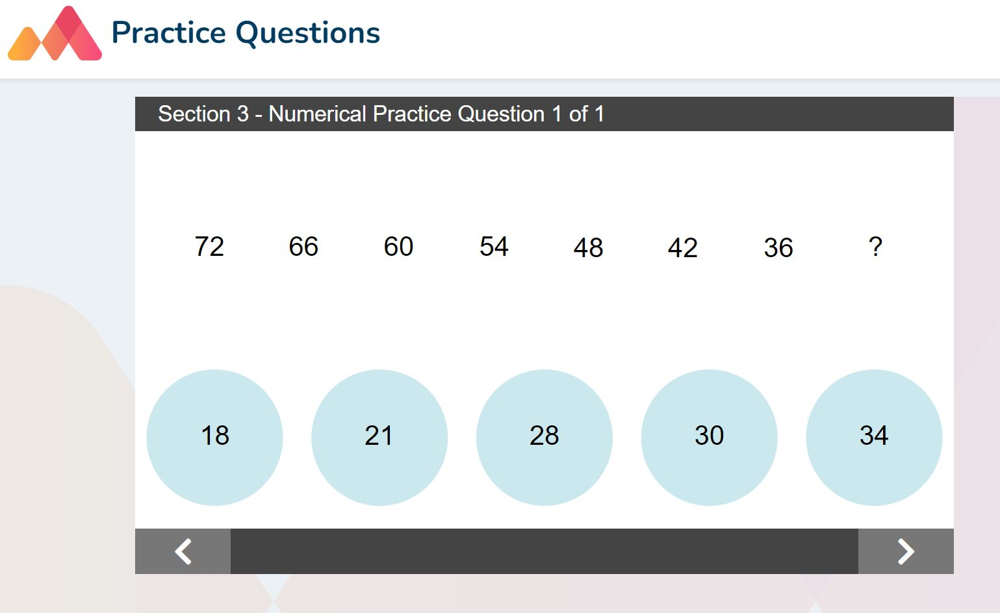 Practice Questions
Section 3 - Numerical Practice Question 1 of 1
72 66 60 54 48 42 36 ?
18 21 28 30 34